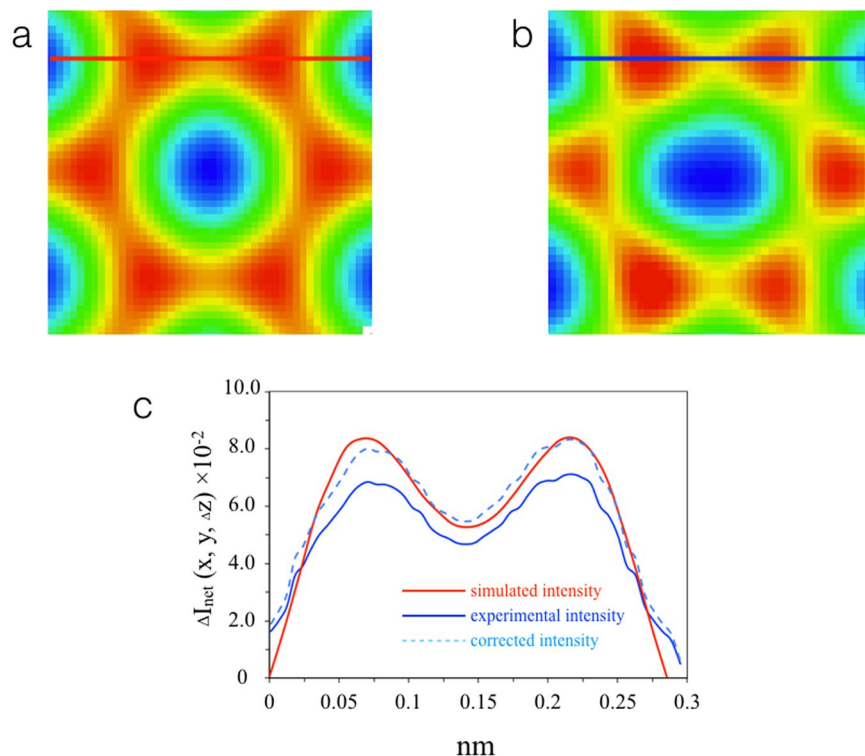 a
b
c
ΔI_net (x, y, Δz) ×10⁻²
10.0
8.0
6.0
4.0
2.0
0
simulated intensity
experimental intensity
corrected intensity
0 0.05 0.1 0.15 0.2 0.25 0.3
nm